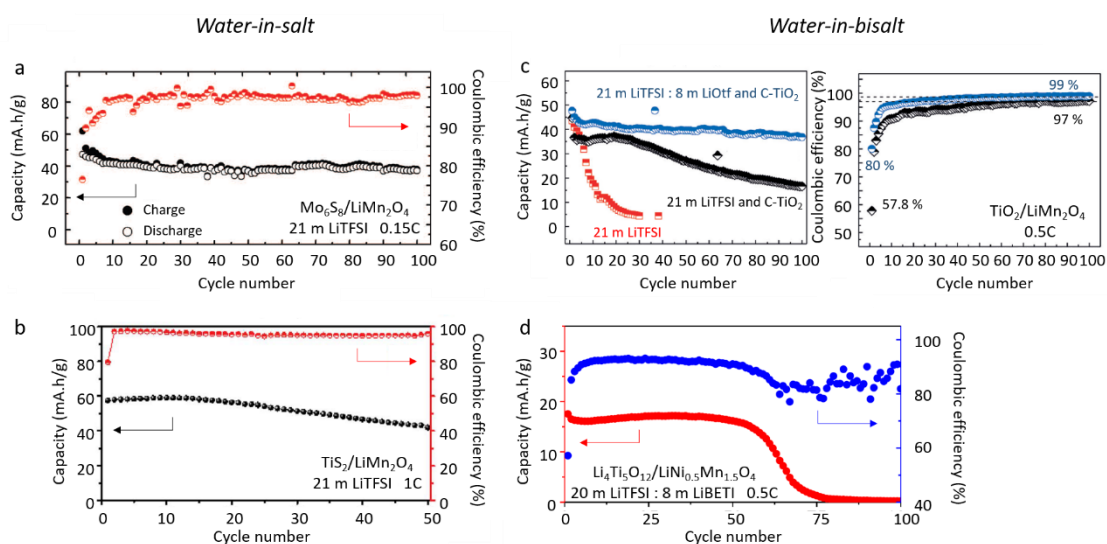 Water-in-salt
Water-in-bisalt
a
Capacity (mA.h/g)
80
60
40
20
0
100
90
80
70
60
Coulombic efficiency (%)
Charge
Discharge
Mo6S8/LiMn2O4
21 m LiTFSI 0.15C
0 10 20 30 40 50 60 70 80 90 100
Cycle number
c
Capacity (mA.h/g)
60
50
40
30
20
10
0
21 m LiTFSI : 8 m LiOtf and C-TiO2
21 m LiTFSI and C-TiO2
21 m LiTFSI
0 10 20 30 40 50 60 70 80 90 100
Cycle number
Coulombic efficiency (%)
100
90
80
70
60
50
99 %
97 %
80 %
57.8 %
TiO2/LiMn2O4
0.5C
0 10 20 30 40 50 60 70 80 90 100
Cycle number
b
Capacity (mA.h/g)
100
80
60
40
20
0
100
80
60
40
20
0
Coulombic efficiency (%)
TiS2/LiMn2O4
21 m LiTFSI 1C
0 10 20 30 40 50
Cycle number
d
Capacity (mA.h/g)
30
20
10
0
100
80
60
40
Coulombic efficiency (%)
Li4Ti5O12/LiNi0.5Mn1.5O4
20 m LiTFSI : 8 m LiBETI 0.5C
0 25 50 75 100
Cycle number